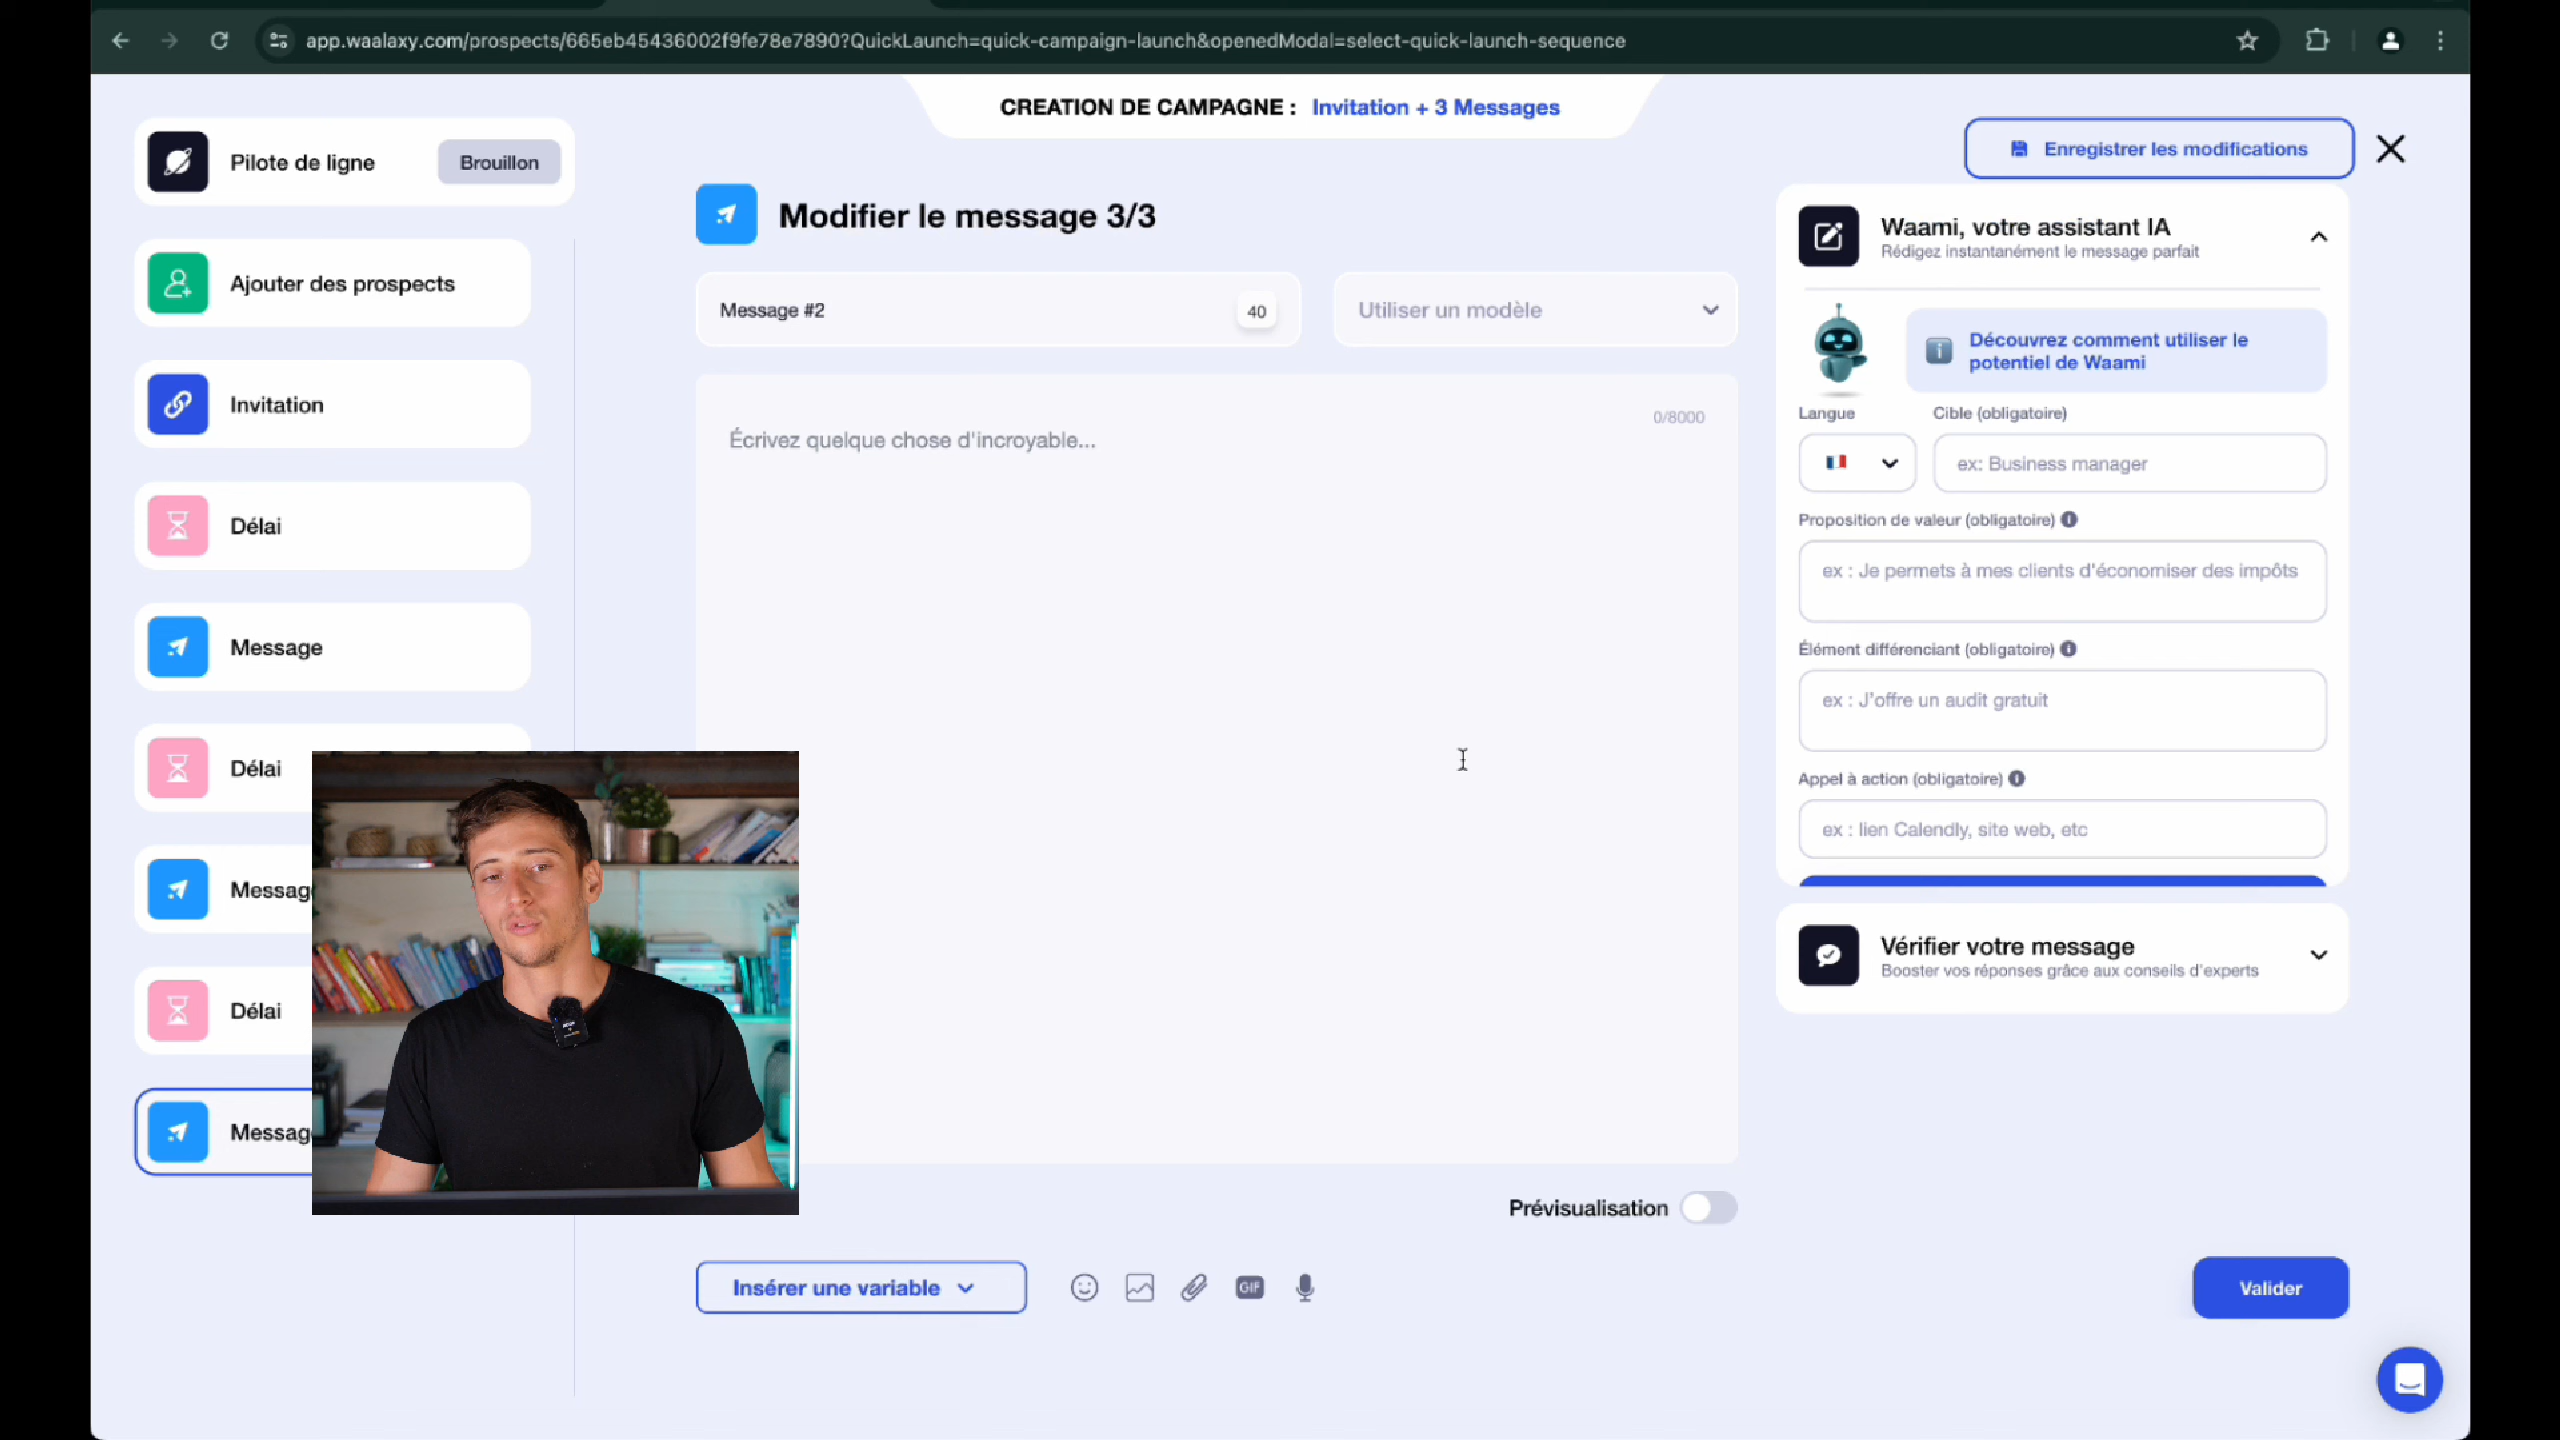 app.waalaxy.com/prospects/665eb45436002f9fe78e7890?QuickLaunch=quick-campaign-launch&openedModal=select-quick-launch-sequence
CREATION DE CAMPAGNE : Invitation + 3 Messages
Enregistrer les modifications
Pilote de ligne
Brouillon
Ajouter des prospects
Invitation
Délai
Message
Délai
Messag
Délai
Messag
Modifier le message 3/3
Message #2
40
Utiliser un modèle
0/8000
Écrivez quelque chose d'incroyable...
Prévisualisation
Insérer une variable
GIF
Waami, votre assistant IA
Rédigez instantanément le message parfait
Découvrez comment utiliser le
potentiel de Waami
Langue
Cible (obligatoire)
ex: Business manager
Proposition de valeur (obligatoire)
ex : Je permets à mes clients d'économiser des impôts
Élément différenciant (obligatoire)
ex : J'offre un audit gratuit
Appel à action (obligatoire)
ex : lien Calendly, site web, etc
Vérifier votre message
Booster vos réponses grâce aux conseils d'experts
Valider